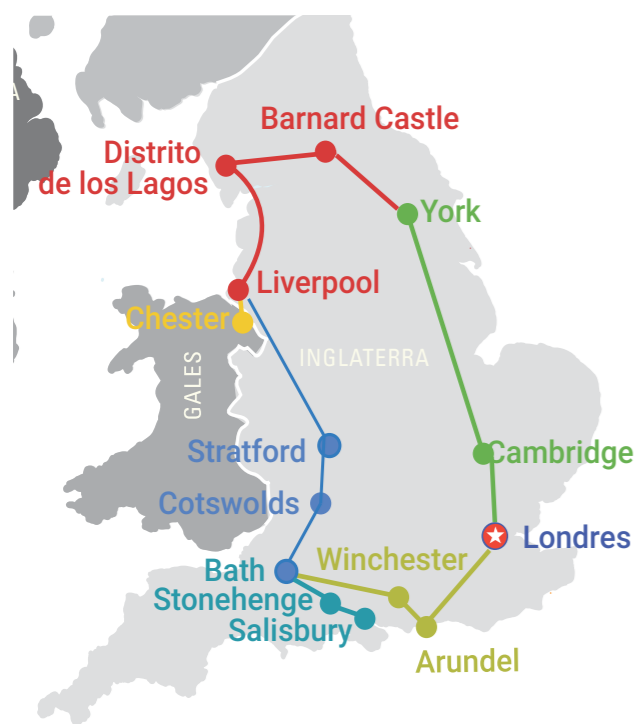 A
Barnard Castle
Distrito
de los Lagos
York
Liverpool
Chester
INGLATERRA
GALES
Stratford
Cambridge
Cotswolds
Londres
Winchester
Bath
Stonehenge
Salisbury
Arundel